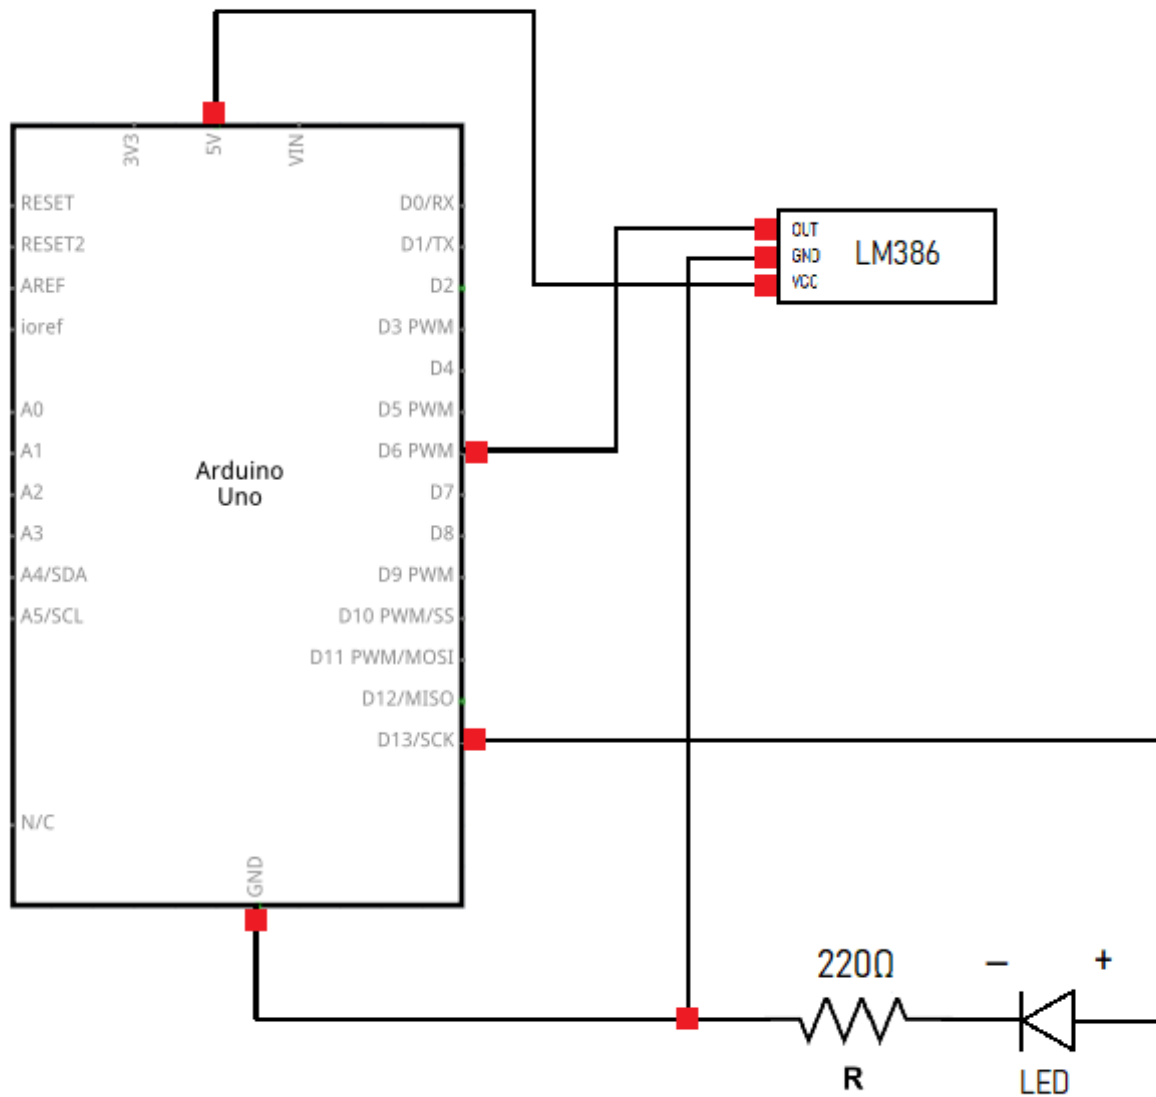 3V3
5V
VIN
RESET
RESET2
AREF
ioref
A0
A1
A2
A3
A4/SDA
A5/SCL
N/C
Arduino
Uno
D0/RX
D1/TX
D2
D3 PWM
D4
D5 PWM
D6 PWM
D7
D8
D9 PWM
D10 PWM/SS
D11 PWM/MOSI
D12/MISO
D13/SCK
GND
OUT
GND
VCC
LM386
220Ω
R
− +
LED